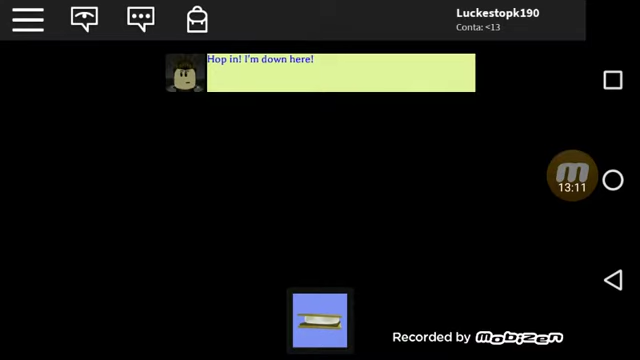 Luckestopk190
Conta: <13
Hop in! I'm down here!
13:11
Recorded by mobizen